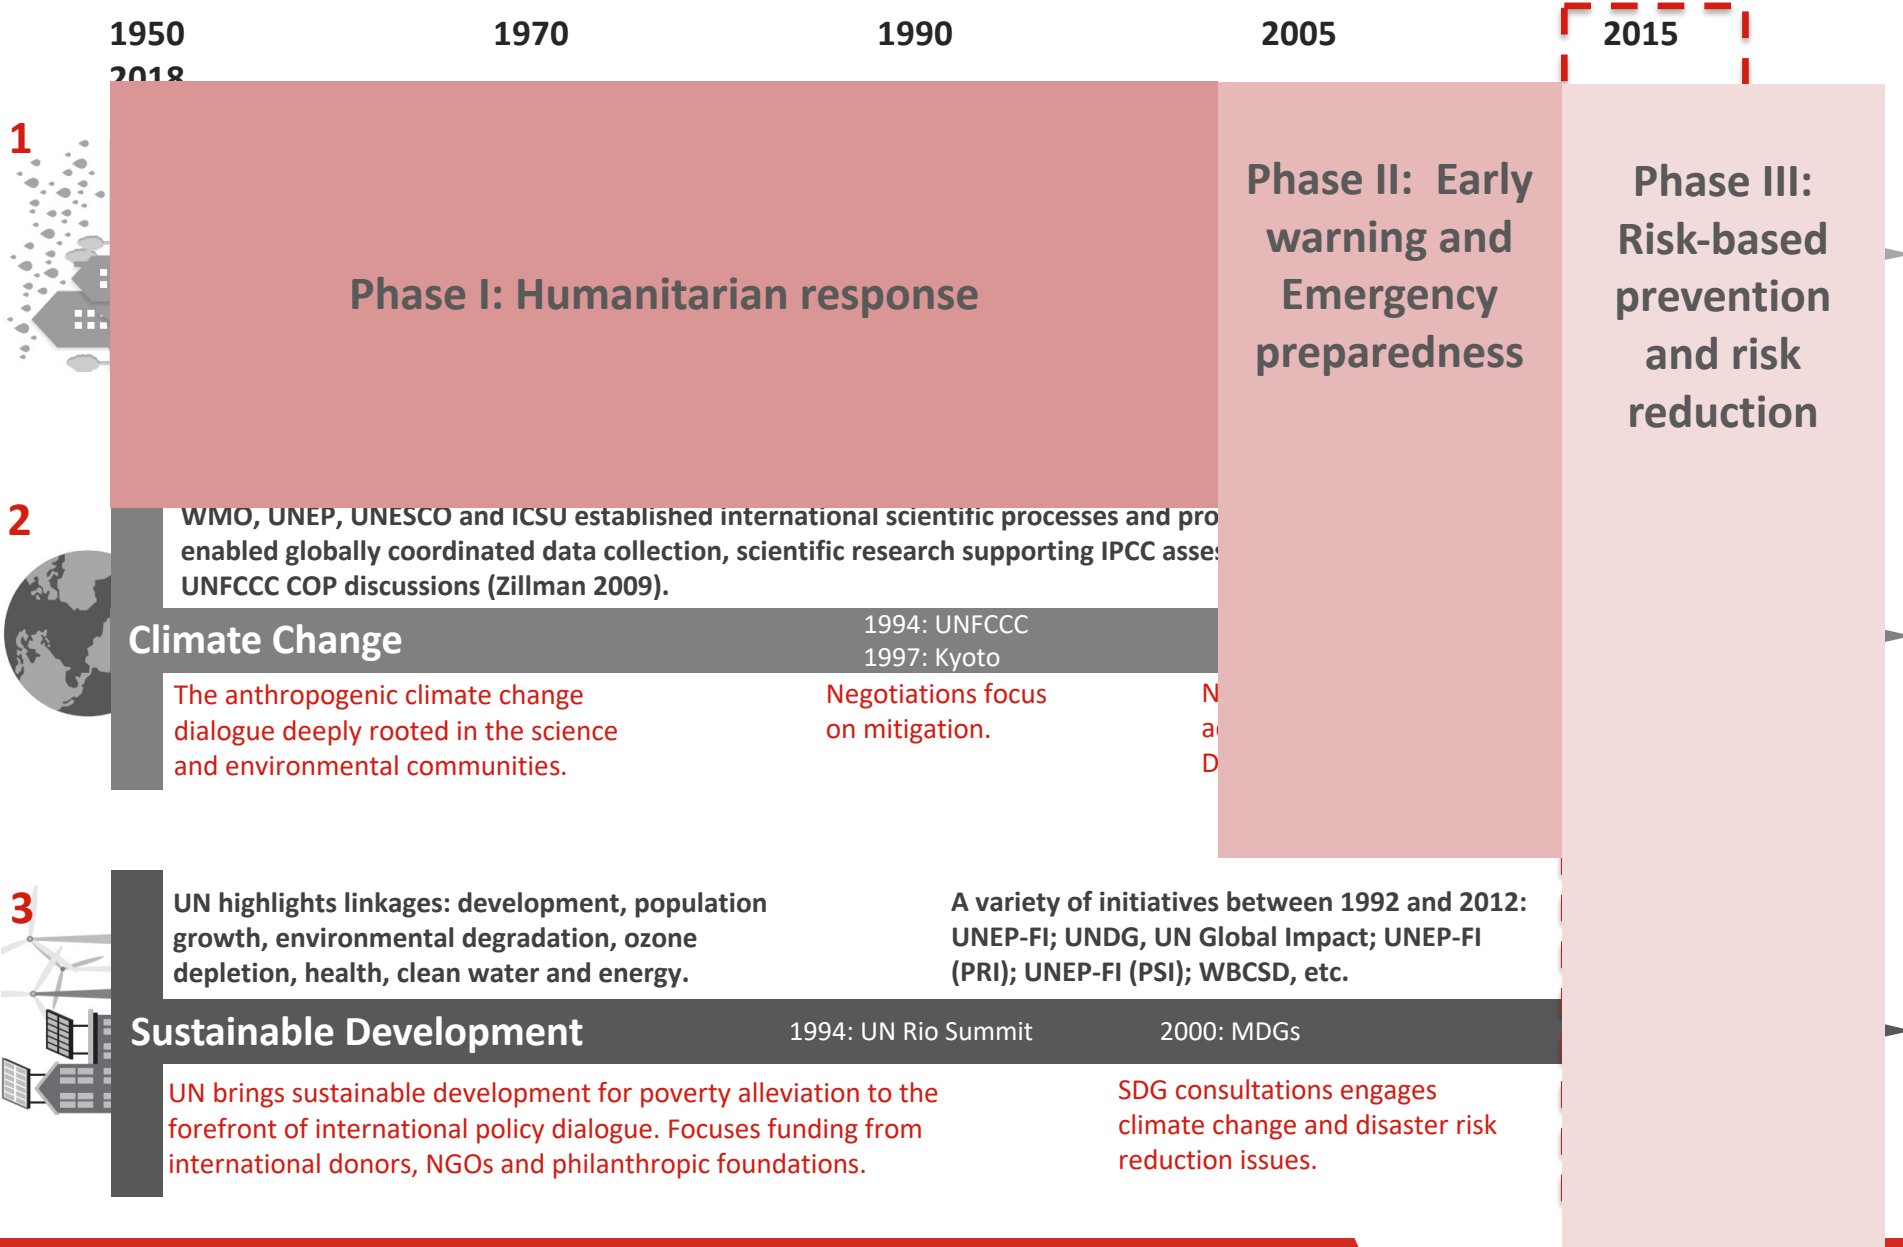 1950 1970 1990 2005 2015
2018
1
Phase I: Humanitarian response
Phase II: Early
warning and
Emergency
preparedness
Phase III:
Risk-based
prevention
and risk
reduction
2
WMO, UNEP, UNESCO and ICSU established international scientific processes and pro
enabled globally coordinated data collection, scientific research supporting IPCC asses
UNFCCC COP discussions (Zillman 2009).
Climate Change
1994: UNFCCC
1997: Kyoto
The anthropogenic climate change
dialogue deeply rooted in the science
and environmental communities.
Negotiations focus
on mitigation.
N
a
D
3
UN highlights linkages: development, population
growth, environmental degradation, ozone
depletion, health, clean water and energy.
A variety of initiatives between 1992 and 2012:
UNEP-FI; UNDG, UN Global Impact; UNEP-FI
(PRI); UNEP-FI (PSI); WBCSD, etc.
Sustainable Development
1994: UN Rio Summit
2000: MDGs
UN brings sustainable development for poverty alleviation to the
forefront of international policy dialogue. Focuses funding from
international donors, NGOs and philanthropic foundations.
SDG consultations engages
climate change and disaster risk
reduction issues.